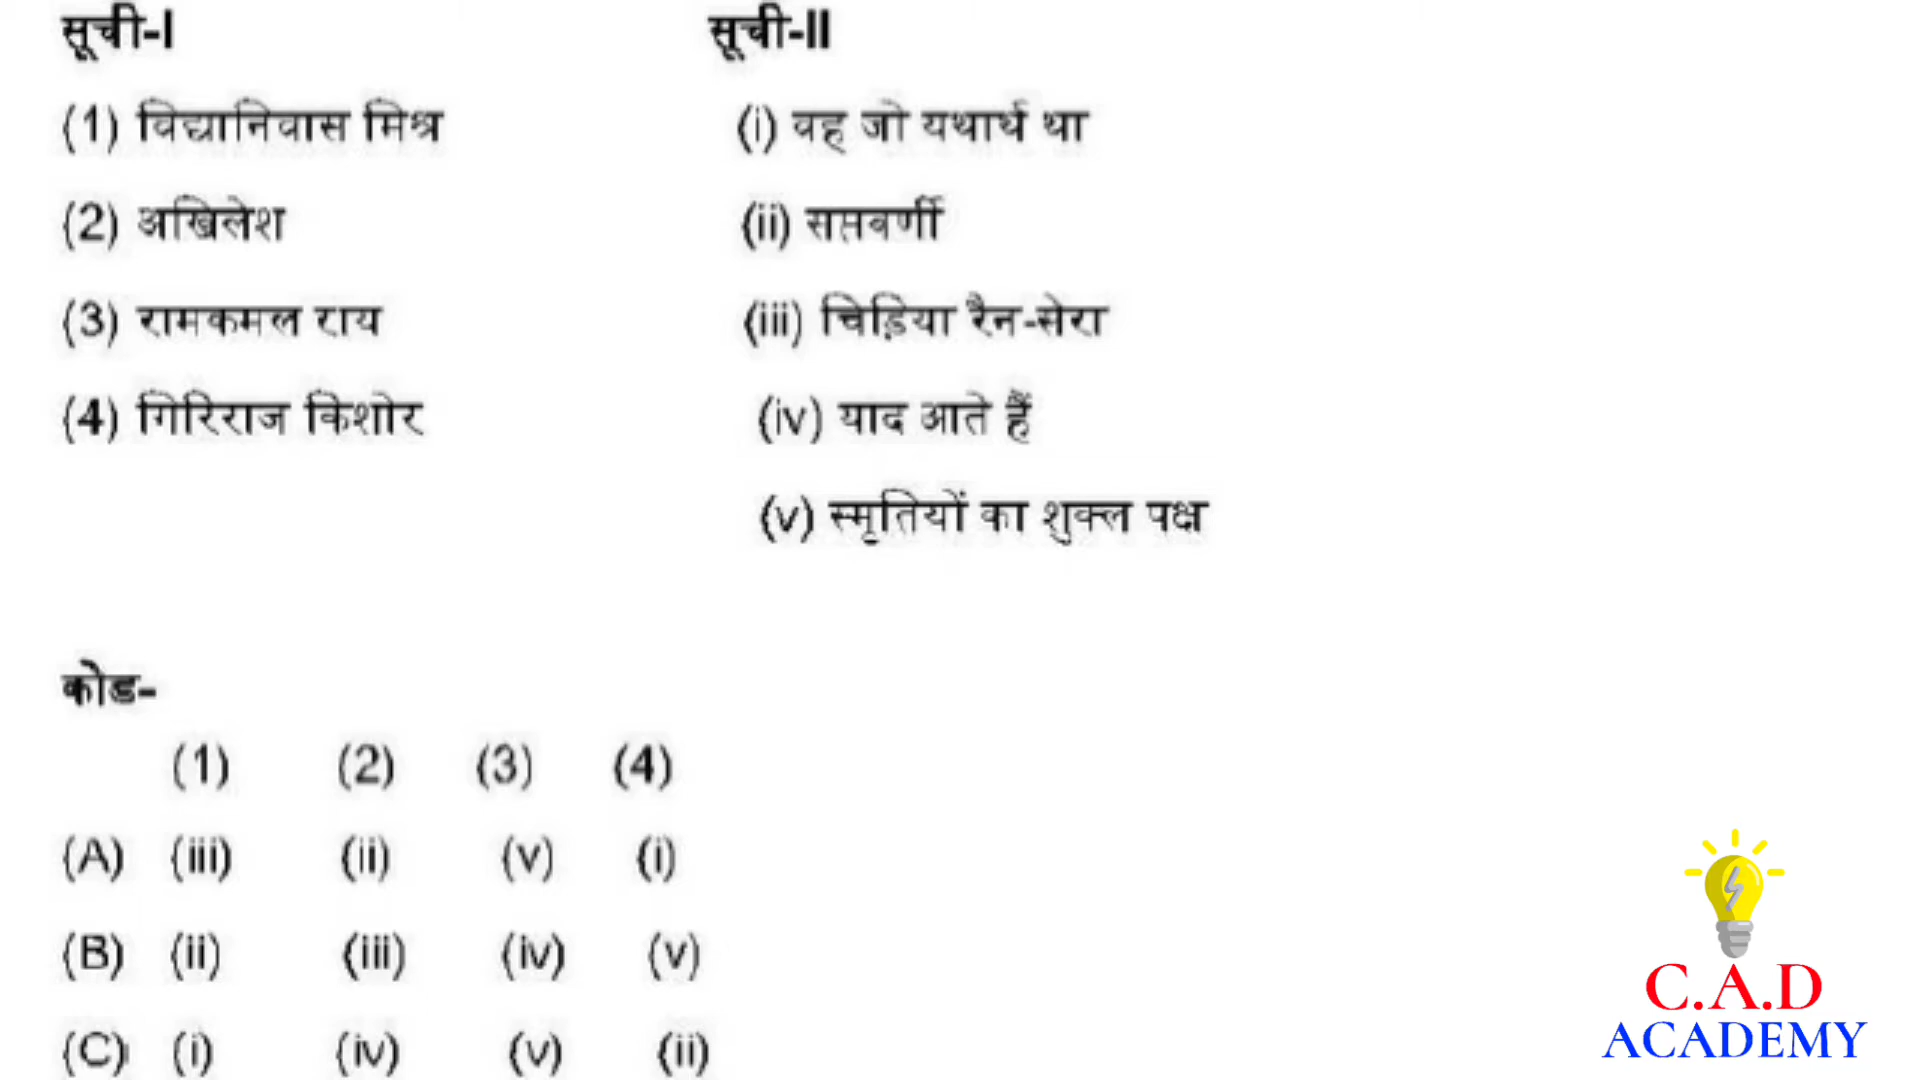 सूची-I सूची-II
(1) विद्यानिवास मिश्र (i) वह जो यथार्थ था
(2) अखिलेश (ii) सप्तवर्णी
(3) रामकमल राय (iii) चिड़िया रैन-सेरा
(4) गिरिराज किशोर (iv) याद आते हैं
(v) स्मृतियों का शुक्ल पक्ष
कोड-
(1) (2) (3) (4)
(A) (iii) (ii) (v) (i)
(B) (ii) (iii) (iv) (v)
(C) (i) (iv) (v) (ii)
C.A.D
ACADEMY